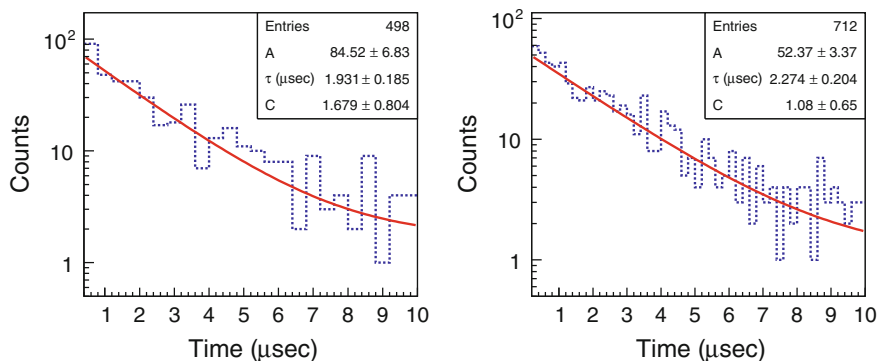 Entries 498
A 84.52 ± 6.83
τ (μsec) 1.931 ± 0.185
C 1.679 ± 0.804
10²
10
1
Counts
1 2 3 4 5 6 7 8 9 10
Time (μsec)
Entries 712
A 52.37 ± 3.37
τ (μsec) 2.274 ± 0.204
C 1.08 ± 0.65
10²
10
1
Counts
1 2 3 4 5 6 7 8 9 10
Time (μsec)